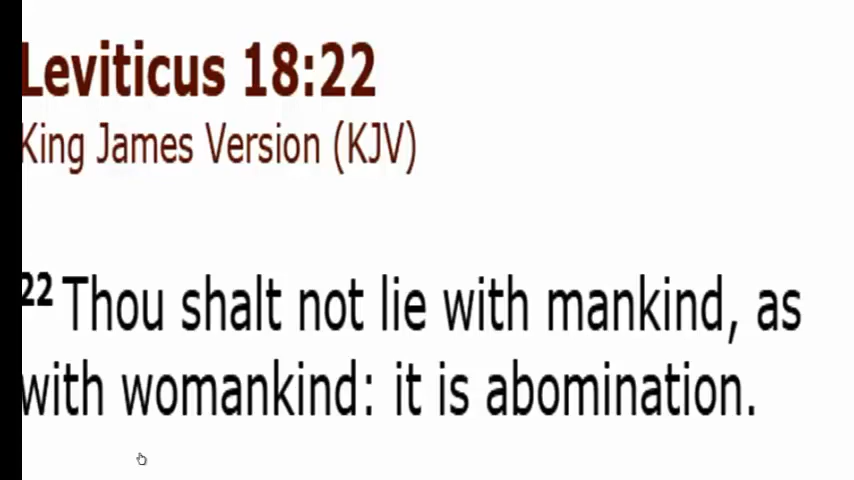 Leviticus 18:22
King James Version (KJV)
22 Thou shalt not lie with mankind, as
with womankind: it is abomination.